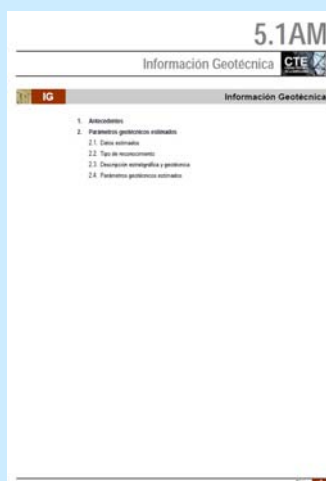 5.1AM
Información Geotécnica CTE
IG Información Geotécnica
1. Antecedentes
2. Parámetros geotécnicos estimados
2.1. Datos estimados
2.2. Tipo de reconocimiento
2.3. Descripción estratigráfica y geotécnica
2.4. Parámetros geotécnicos estimados